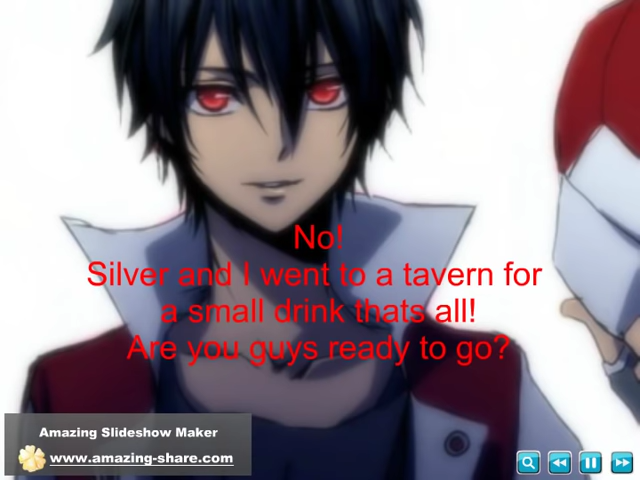 No!
Silver and I went to a tavern for
a small drink thats all!
Are you guys ready to go?
Amazing Slideshow Maker
www.amazing-share.com